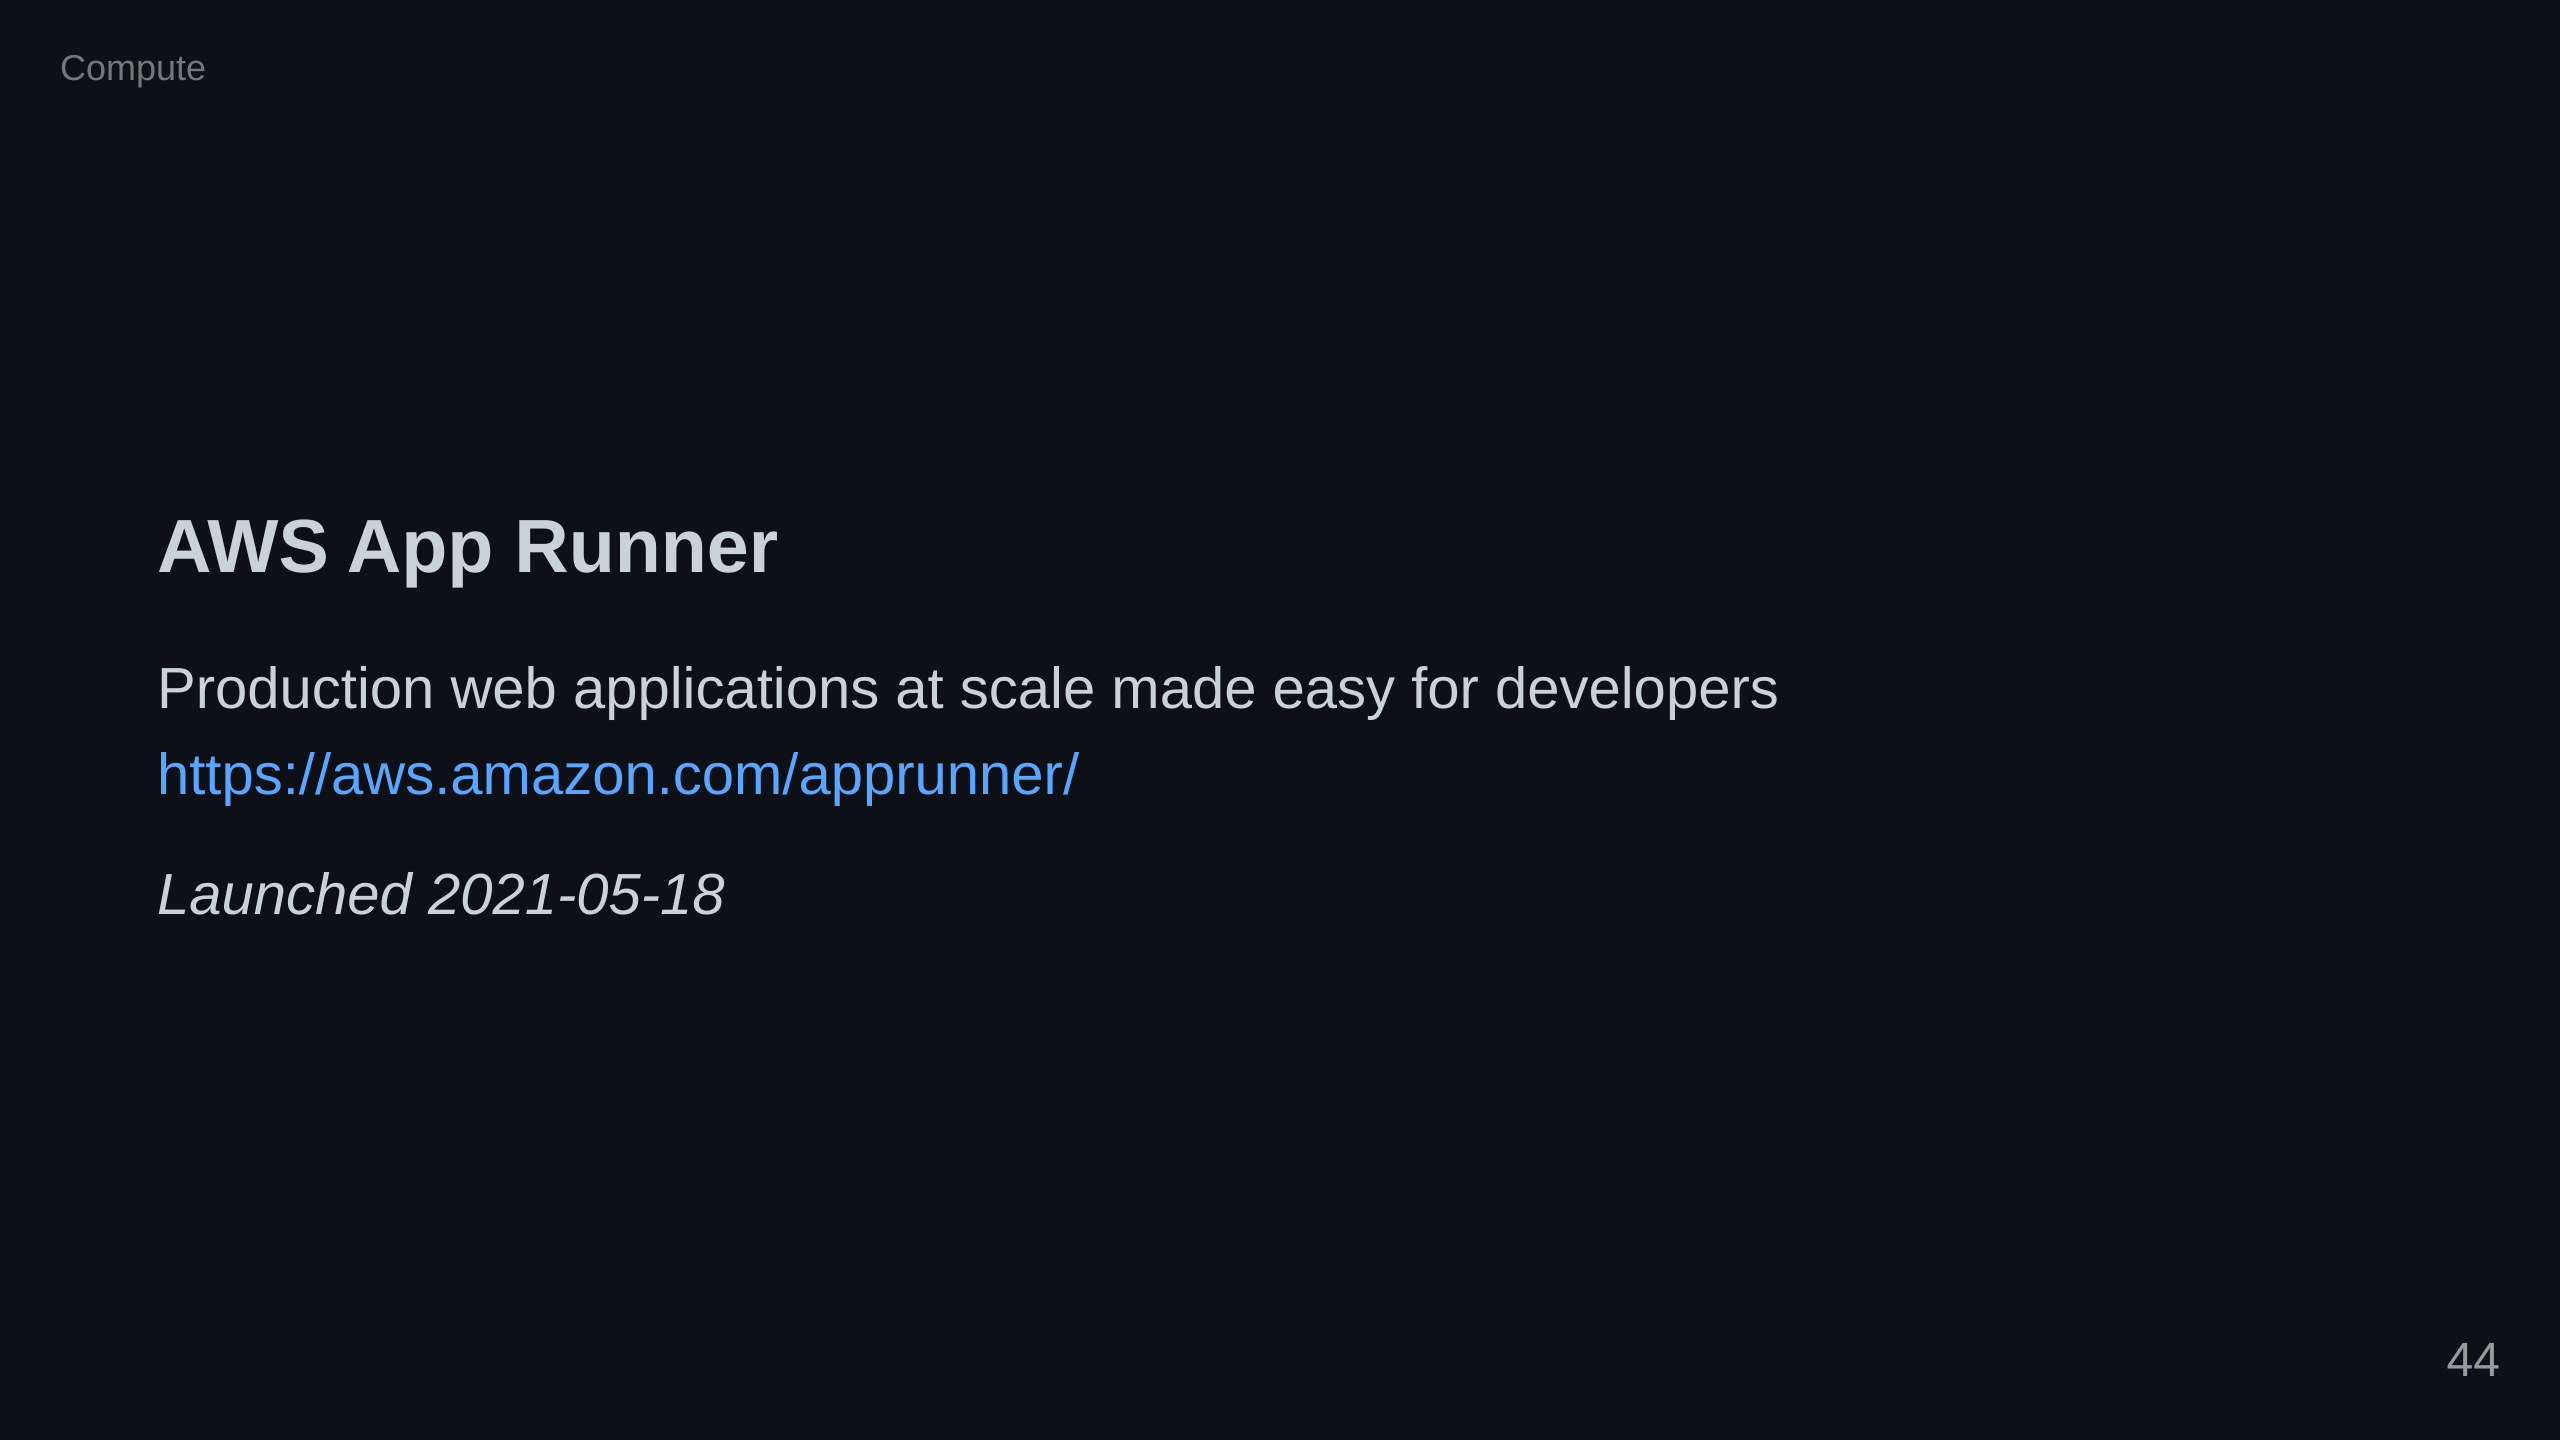 Compute
AWS App Runner
Production web applications at scale made easy for developers
https://aws.amazon.com/apprunner/
Launched 2021-05-18
44